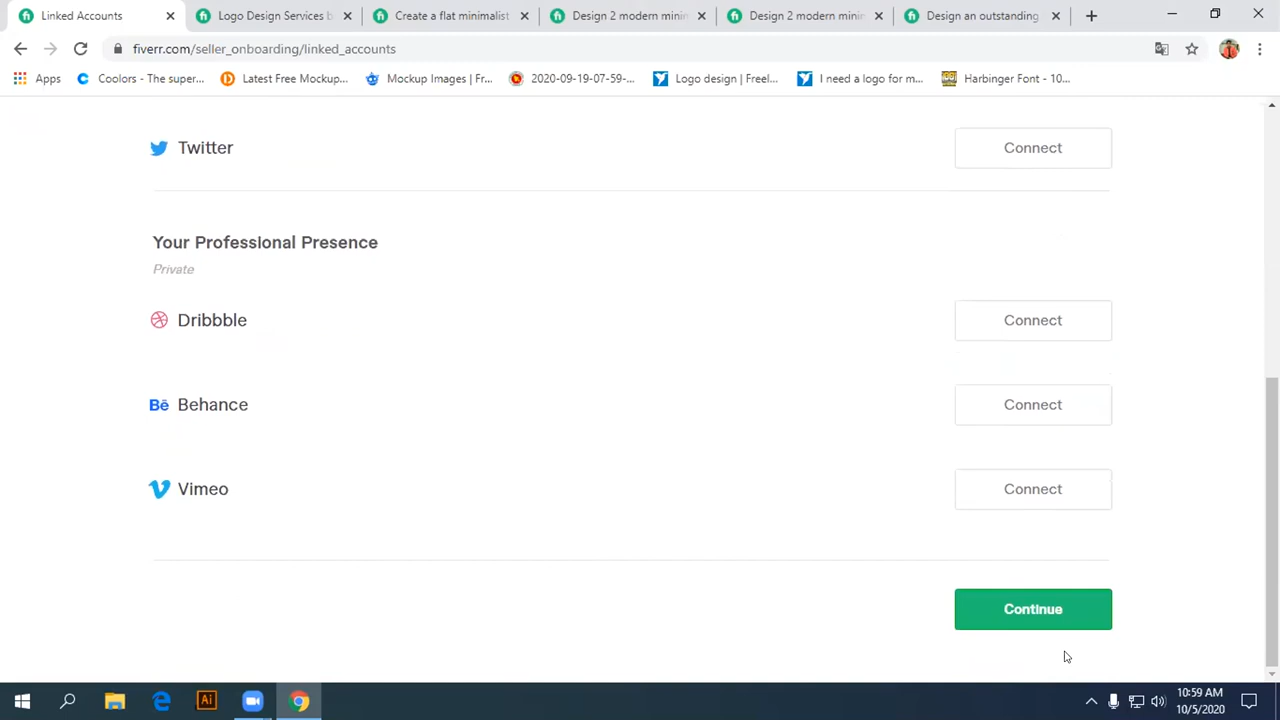 Linked Accounts
Logo Design Services b
Create a flat minimalist
Design 2 modern mini
Design 2 modern mini
Design an outstanding
fiverr.com/seller_onboarding/linked_accounts
Apps
Coolors - The super...
Latest Free Mockup...
Mockup Images | Fr...
2020-09-19-07-59-...
Logo design | Freel...
I need a logo for m...
Harbinger Font - 10...
Twitter
Connect
Your Professional Presence
Private
Dribbble
Connect
Bē Behance
Connect
Vimeo
Connect
Continue
Ai
10:59 AM
10/5/2020